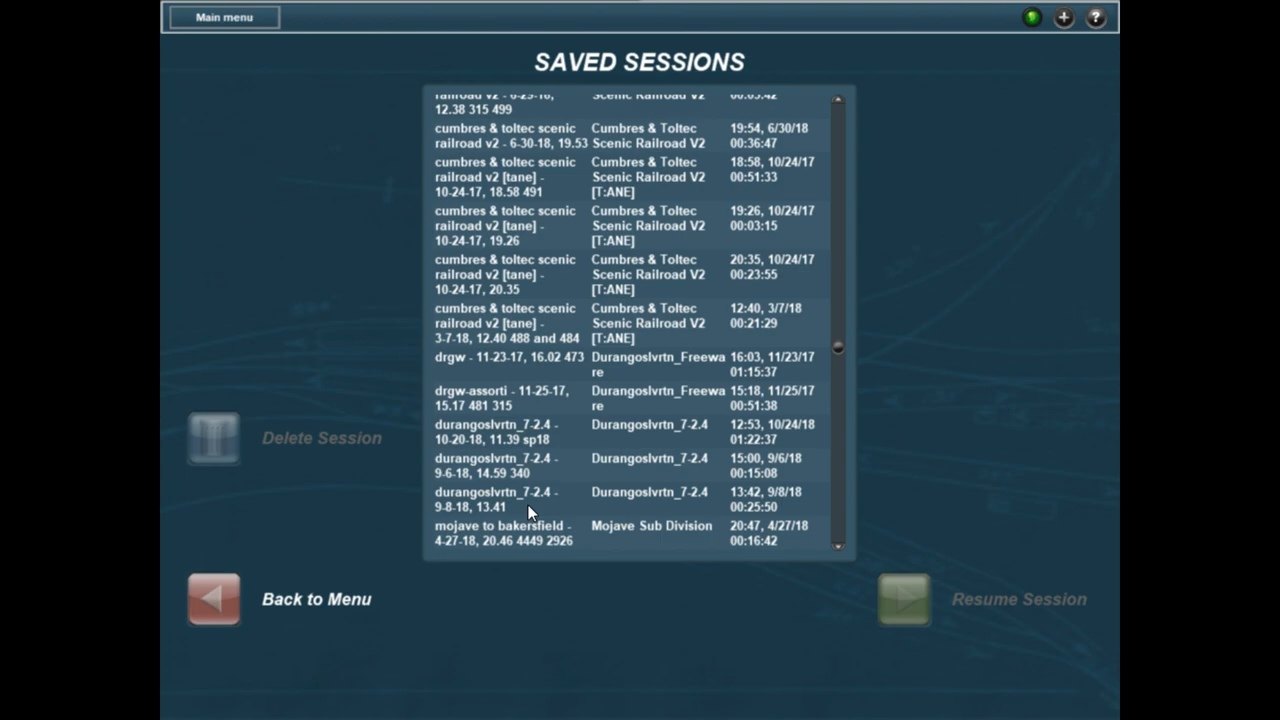 Main menu
SAVED SESSIONS
railroad v2 - 6-29-18, Scenic Railroad V2
12.38 315 499
cumbres & toltec scenic Cumbres & Toltec 19:54, 6/30/18
railroad v2 - 6-30-18, 19.53 Scenic Railroad V2 00:36:47
cumbres & toltec scenic Cumbres & Toltec 18:58, 10/24/17
railroad v2 [tane] - Scenic Railroad V2 00:51:33
10-24-17, 18.58 491 [T:ANE]
cumbres & toltec scenic Cumbres & Toltec 19:26, 10/24/17
railroad v2 [tane] - Scenic Railroad V2 00:03:15
10-24-17, 19.26 [T:ANE]
cumbres & toltec scenic Cumbres & Toltec 20:35, 10/24/17
railroad v2 [tane] - Scenic Railroad V2 00:23:55
10-24-17, 20.35 [T:ANE]
cumbres & toltec scenic Cumbres & Toltec 12:40, 3/7/18
railroad v2 [tane] - Scenic Railroad V2 00:21:29
3-7-18, 12.40 488 and 484 [T:ANE]
drgw - 11-23-17, 16.02 473 Durangoslvrtn_Freewa 16:03, 11/23/17
re 01:15:37
drgw-assorti - 11-25-17, Durangoslvrtn_Freewa 15:18, 11/25/17
15.17 481 315 re 00:51:38
durangoslvrtn_7-2.4 - Durangoslvrtn_7-2.4 12:53, 10/24/18
10-20-18, 11.39 sp18 01:22:37
durangoslvrtn_7-2.4 - Durangoslvrtn_7-2.4 15:00, 9/6/18
9-6-18, 14.59 340 00:15:08
durangoslvrtn_7-2.4 - Durangoslvrtn_7-2.4 13:42, 9/8/18
9-8-18, 13.41 00:25:50
mojave to bakersfield - Mojave Sub Division 20:47, 4/27/18
4-27-18, 20.46 4449 2926 00:16:42
Delete Session
Back to Menu
Resume Session